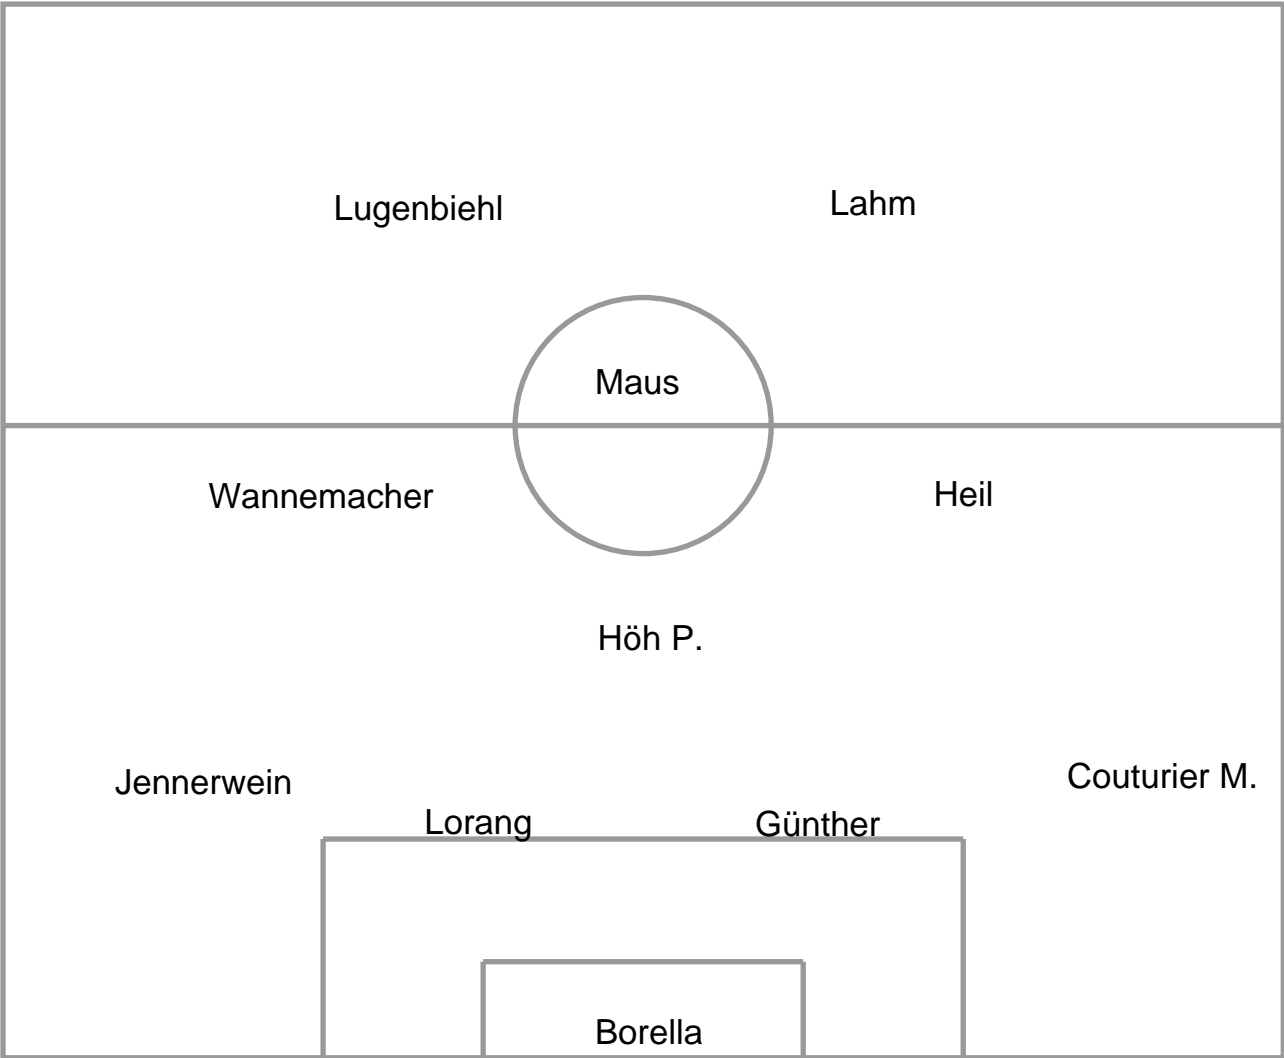 Lugenbiehl
Lahm
Maus
Wannemacher
Heil
Höh P.
Jennerwein
Couturier M.
Lorang
Günther
Borella